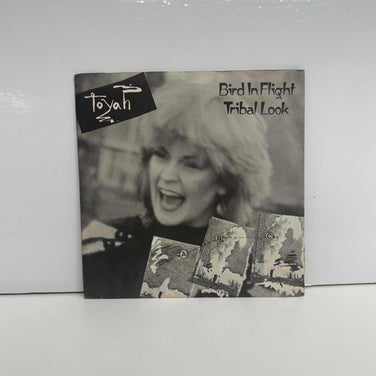 Toyah
Bird In Flight
Tribal Look